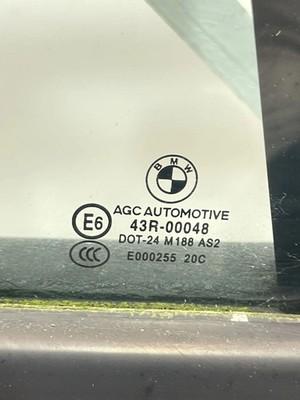 BMW
AGC AUTOMOTIVE
E6 43R-00048
DOT-24 M188 AS2
CCC E000255 20C